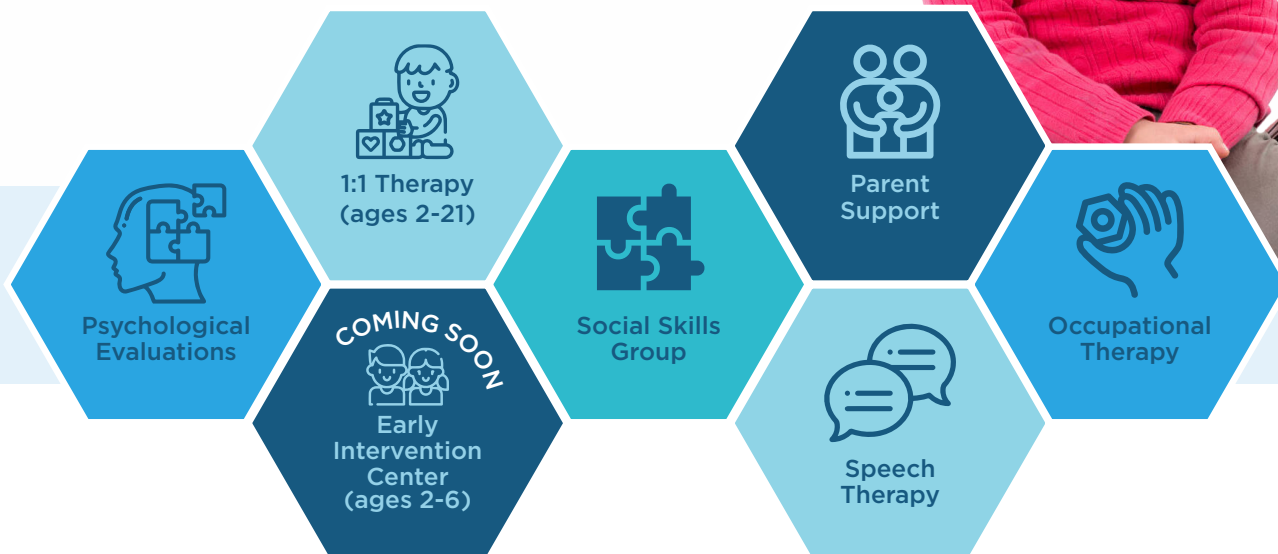 Psychological
Evaluations
1:1 Therapy
(ages 2-21)
COMING SOON
Early
Intervention
Center
(ages 2-6)
Social Skills
Group
Parent
Support
Speech
Therapy
Occupational
Therapy